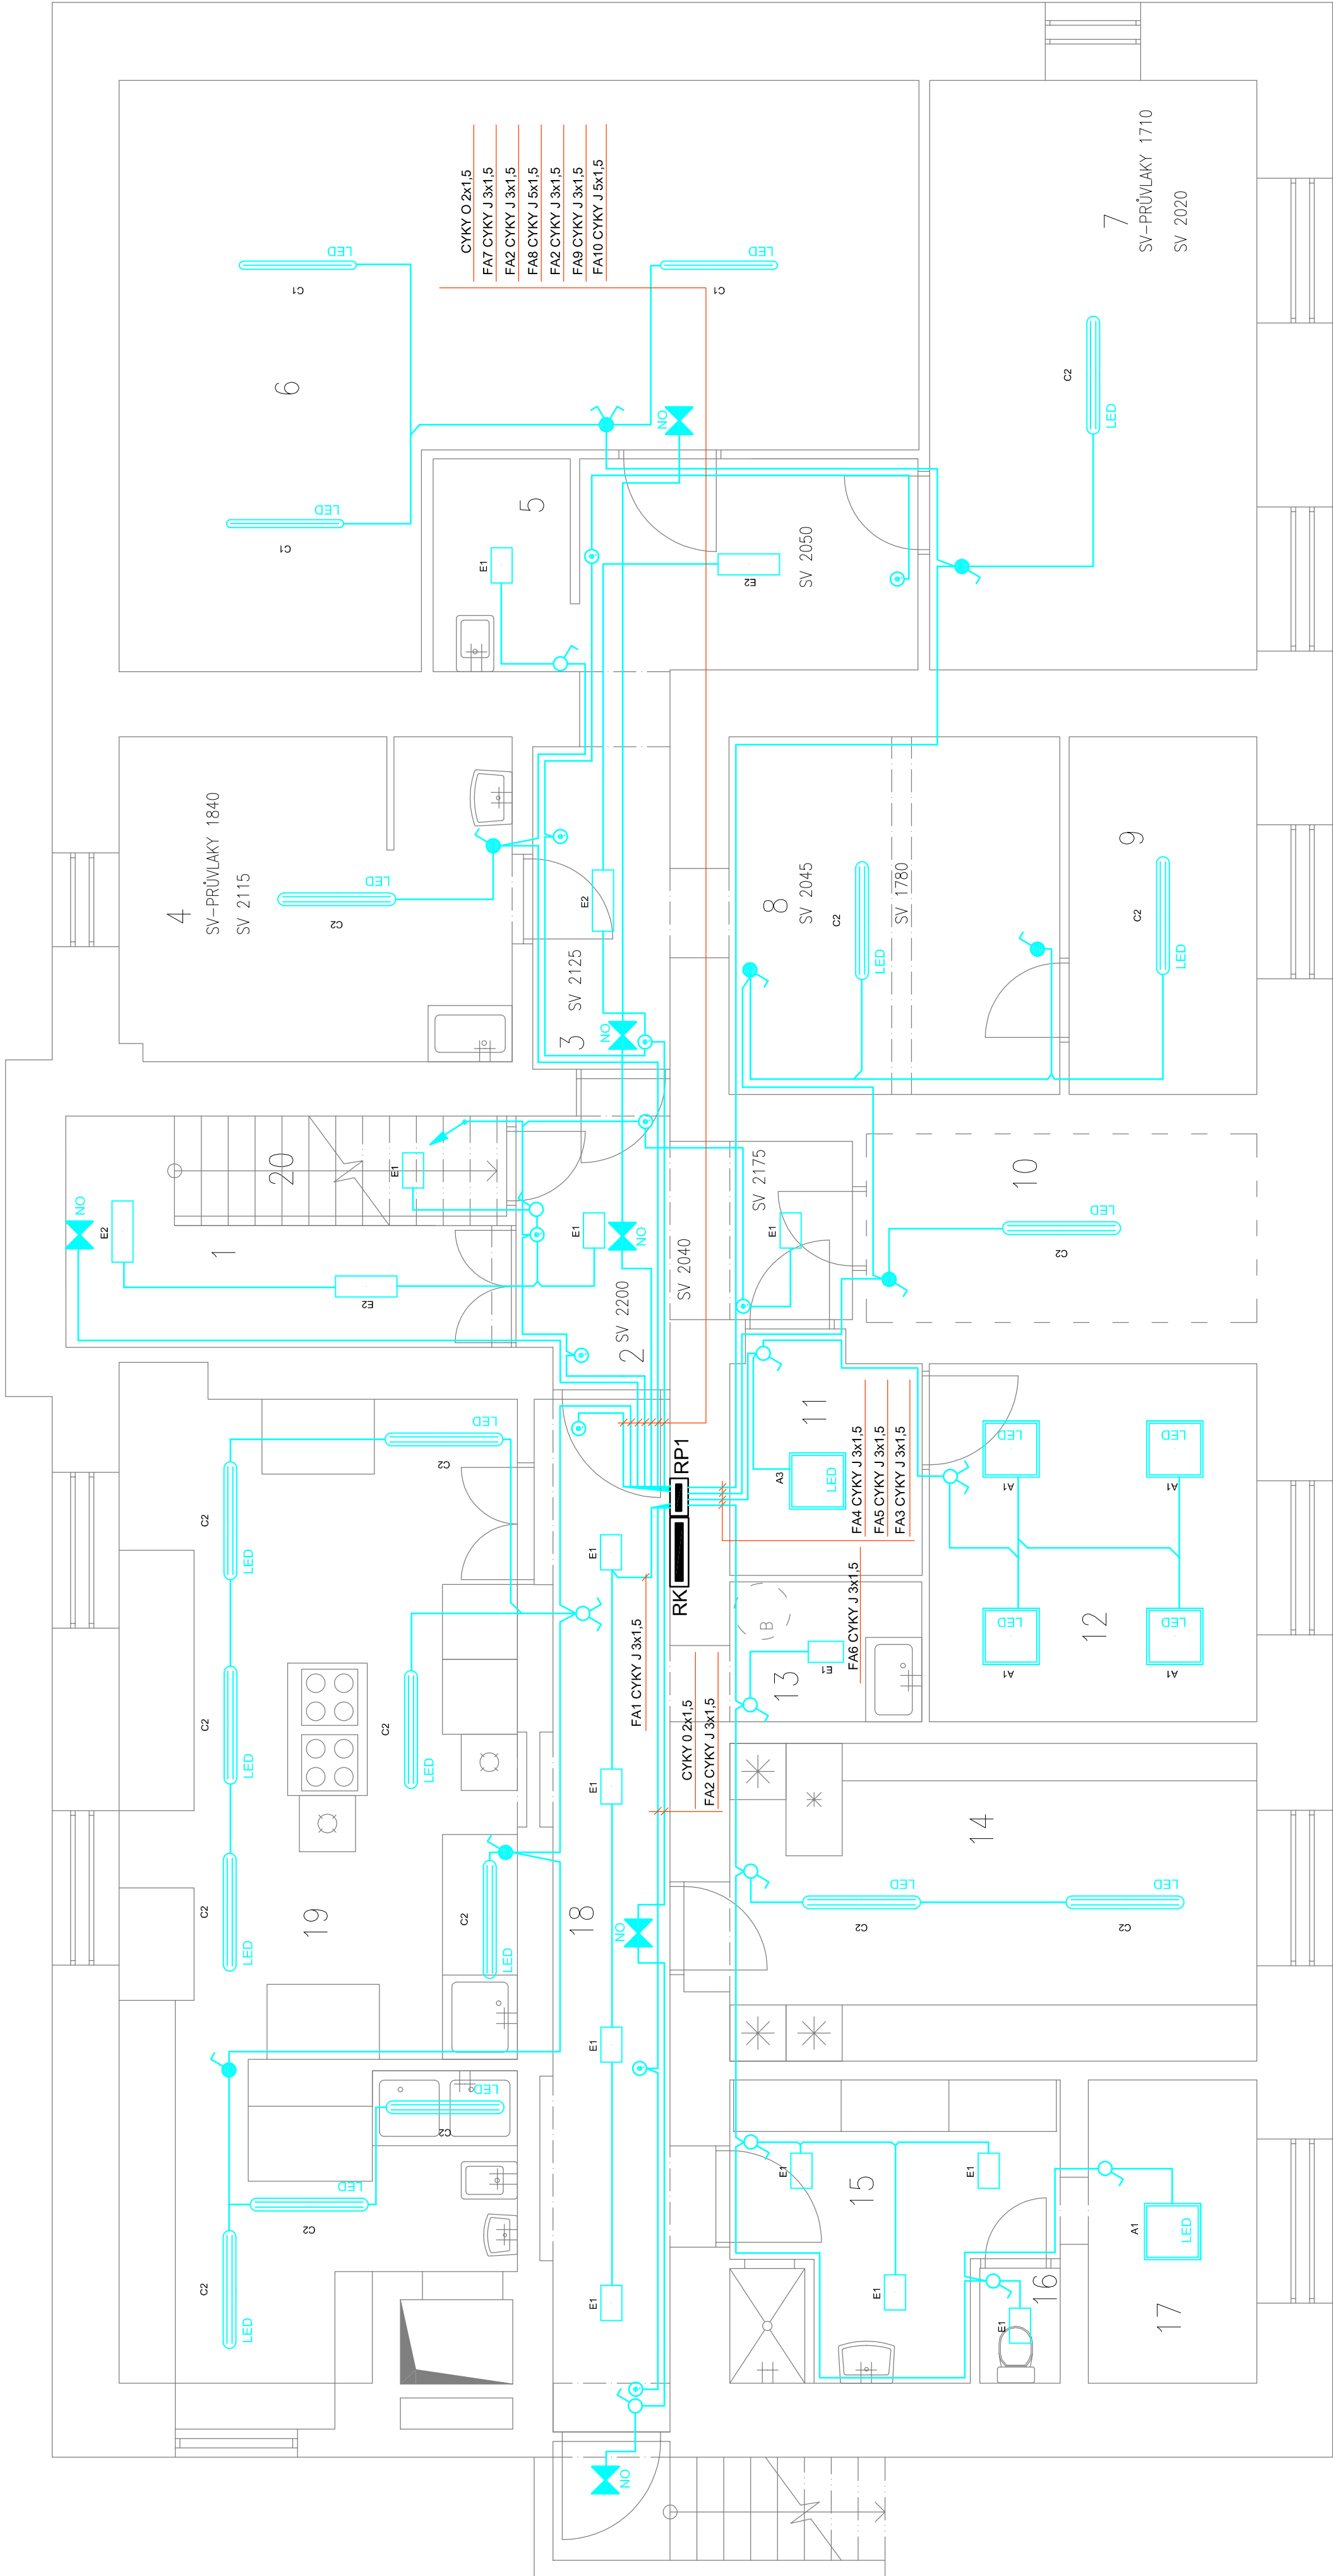 CYKY O 2x1,5
FA7 CYKY J 3x1,5
FA2 CYKY J 3x1,5
FA8 CYKY J 5x1,5
FA2 CYKY J 3x1,5
FA9 CYKY J 3x1,5
FA10 CYKY J 5x1,5
6
C1
LED
C1
LED
C1
LED
NO
7
SV-PRŮVLAKY 1710
SV 2020
C2
LED
5
E1
E2
SV 2050
4
SV-PRŮVLAKY 1840
SV 2115
C2
LED
E2
3
SV 2125
NO
8
SV 2045
C2
LED
SV 1780
9
C2
LED
20
E1
1
NO
E2
E2
E1
NO
2
SV 2200
SV 2040
SV 2175
E1
10
C2
LED
11
A3
LED
FA4 CYKY J 3x1,5
FA5 CYKY J 3x1,5
FA3 CYKY J 3x1,5
RP1
RK
12
A1
LED
A1
LED
A1
LED
A1
LED
13
B
E1
FA6 CYKY J 3x1,5
FA1 CYKY J 3x1,5
CYKY 0 2x1,5
FA2 CYKY J 3x1,5
19
C2
LED
C2
LED
C2
LED
C2
LED
C2
LED
C2
LED
C2
LED
C2
LED
C2
LED
18
E1
E1
E1
E1
NO
NO
14
C2
LED
C2
LED
15
E1
E1
E1
16
E1
17
A1
LED